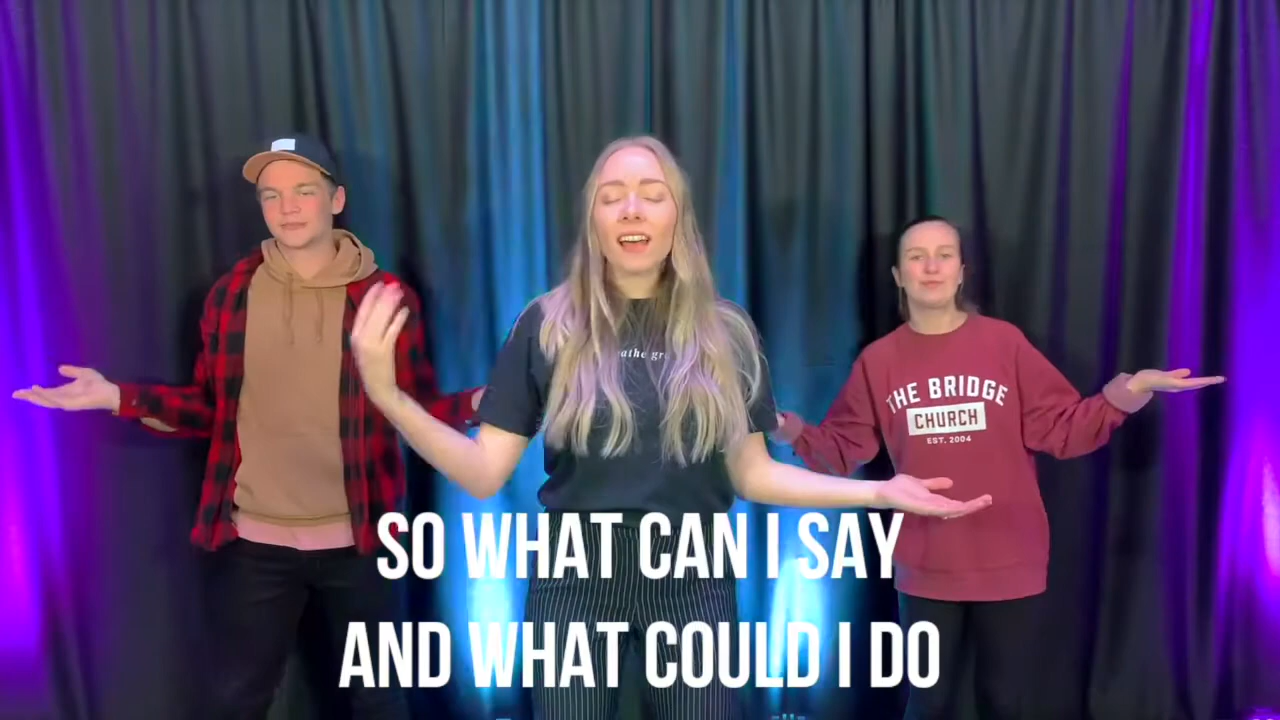 THE BRIDGE
CHURCH
EST. 2004
SO WHAT CAN I SAY
AND WHAT COULD I DO